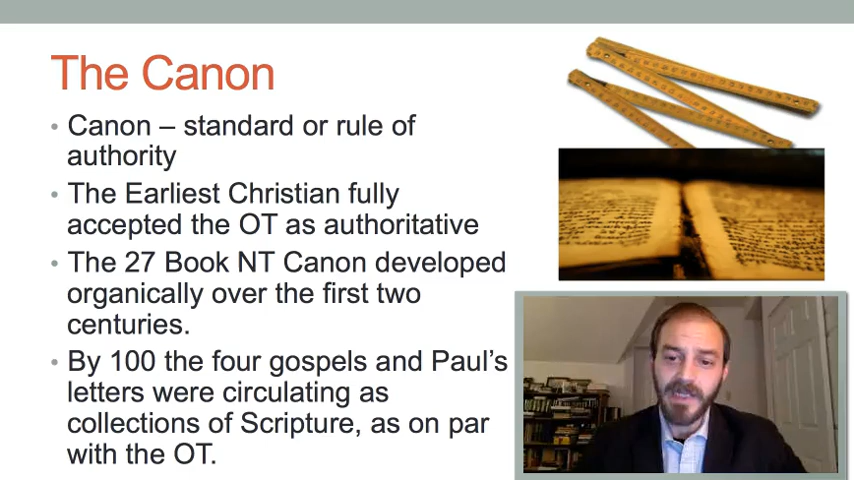 The Canon
• Canon – standard or rule of
authority
• The Earliest Christian fully
accepted the OT as authoritative
• The 27 Book NT Canon developed
organically over the first two
centuries.
• By 100 the four gospels and Paul’s
letters were circulating as
collections of Scripture, as on par
with the OT.